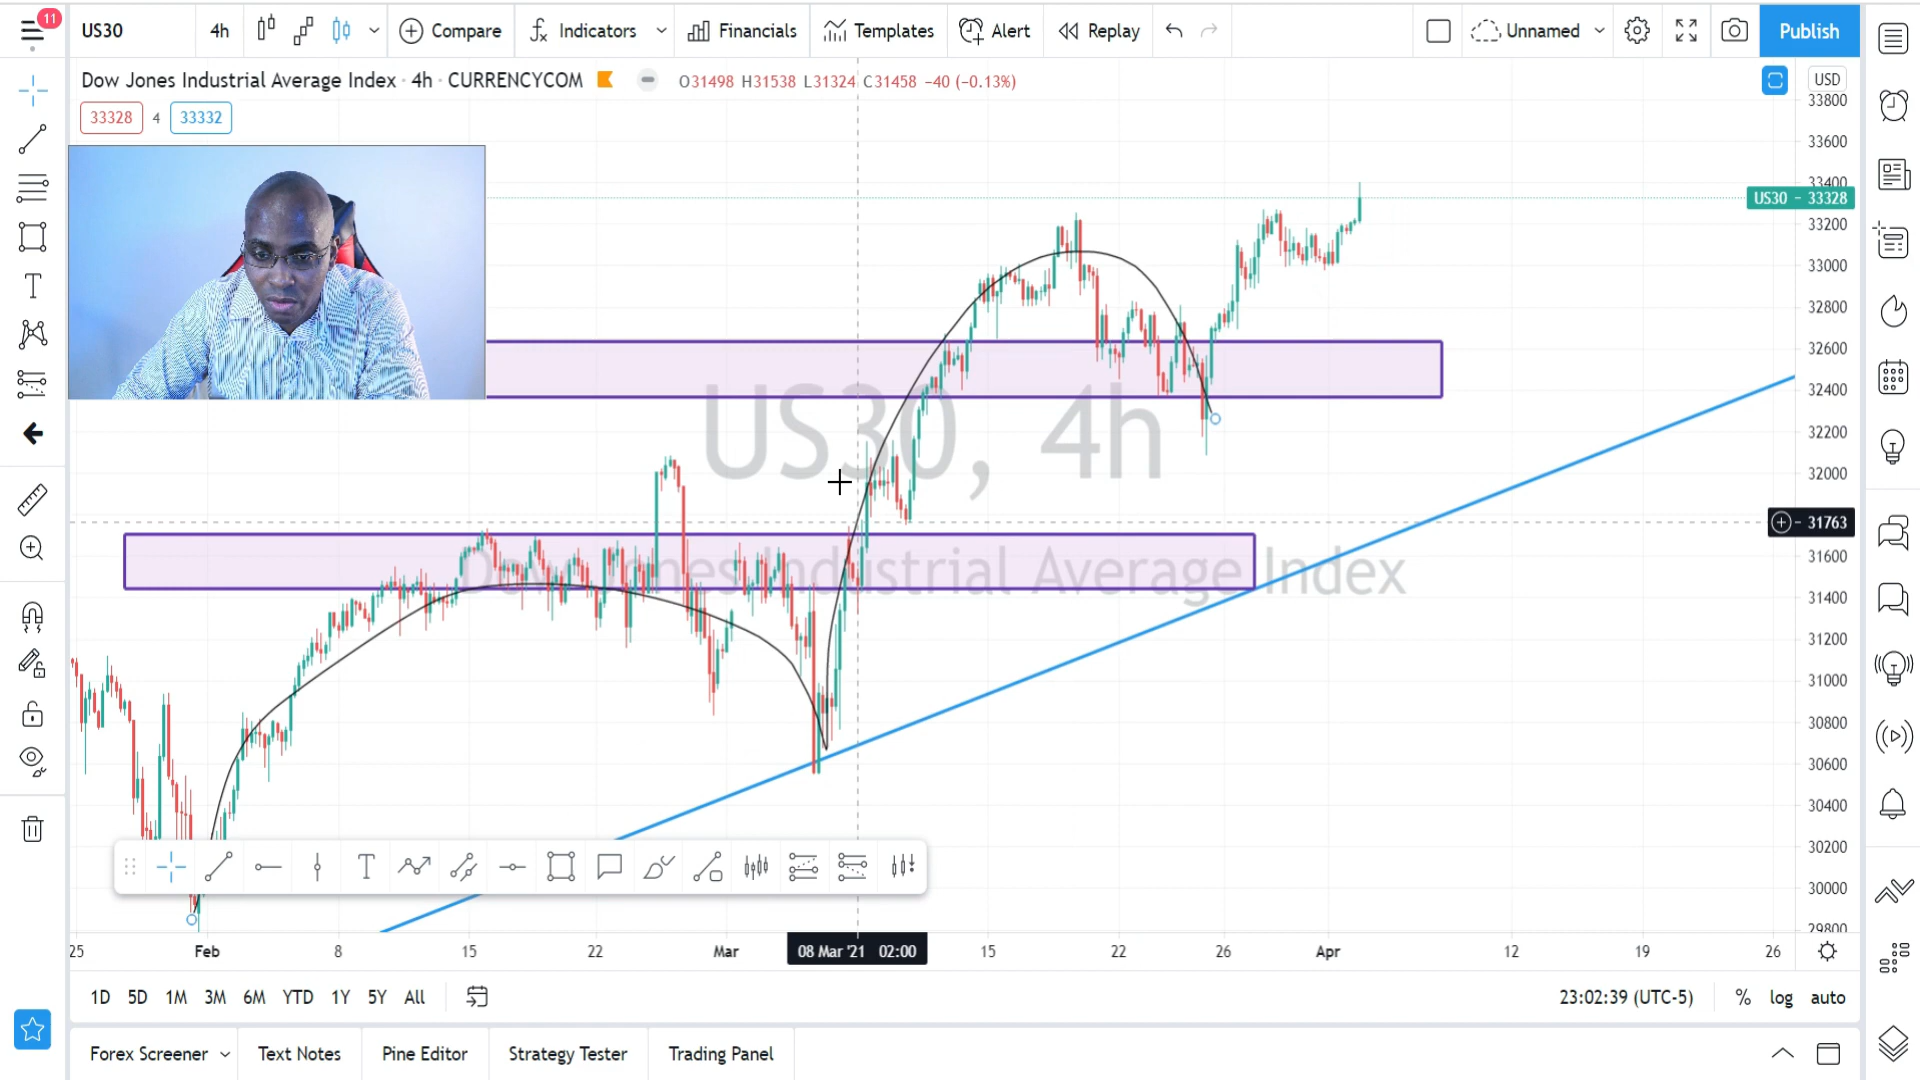 11
US30
4h
Compare
Indicators
Financials
Templates
Alert
Replay
Unnamed
Publish
Dow Jones Industrial Average Index · 4h · CURRENCYCOM
O31498 H31538 L31324 C31458 −40 (−0.13%)
USD
33328 4 33332
33800
33600
33400
US30 − 33328
33200
33000
32800
32600
32400
32200
32000
31763
31600
31400
31200
31000
30800
30600
30400
30200
30000
29800
US30, 4h
Dow Jones Industrial Average Index
25 Feb 8 15 22 Mar 08 Mar '21 02:00 15 22 26 Apr 12 19 26
1D 5D 1M 3M 6M YTD 1Y 5Y All
23:02:39 (UTC-5) % log auto
Forex Screener Text Notes Pine Editor Strategy Tester Trading Panel